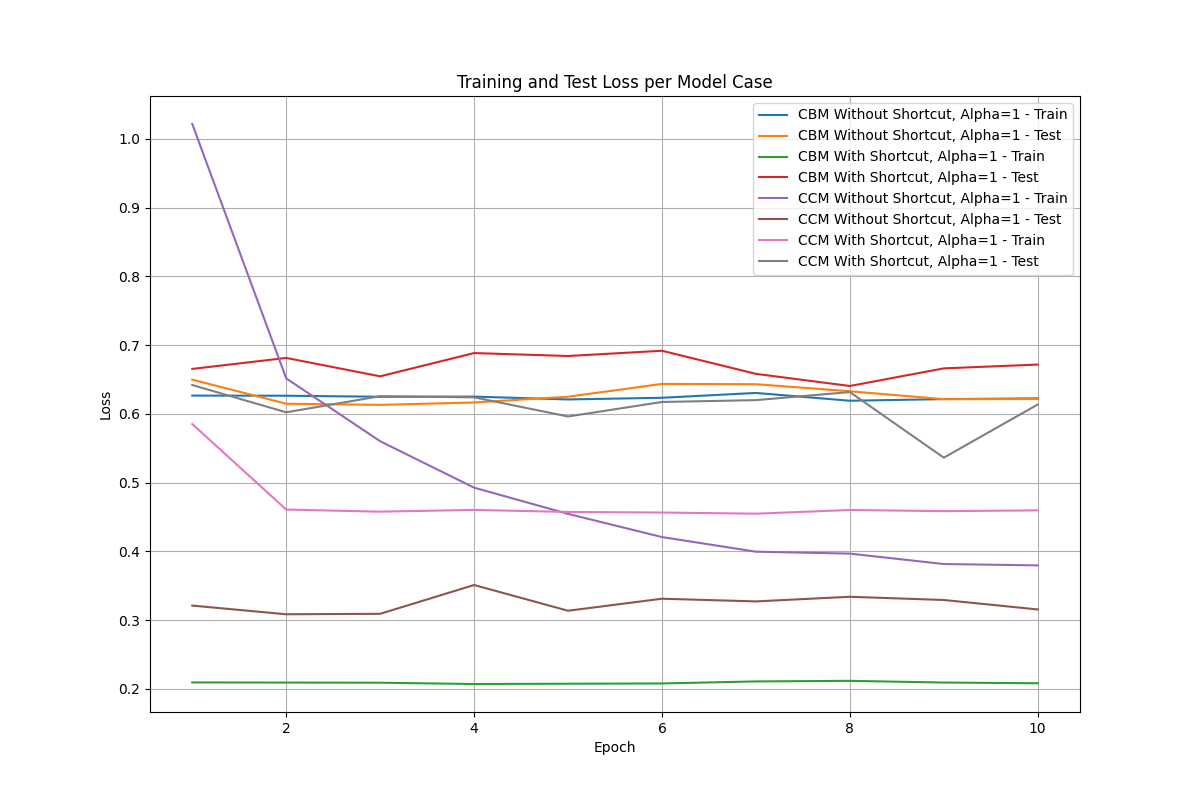 Training and Test Loss per Model Case
CBM Without Shortcut, Alpha=1 - Train
CBM Without Shortcut, Alpha=1 - Test
CBM With Shortcut, Alpha=1 - Train
CBM With Shortcut, Alpha=1 - Test
CCM Without Shortcut, Alpha=1 - Train
CCM Without Shortcut, Alpha=1 - Test
CCM With Shortcut, Alpha=1 - Train
CCM With Shortcut, Alpha=1 - Test
1.0
0.9
0.8
0.7
0.6
0.5
0.4
0.3
0.2
Loss
2 4 6 8 10
Epoch